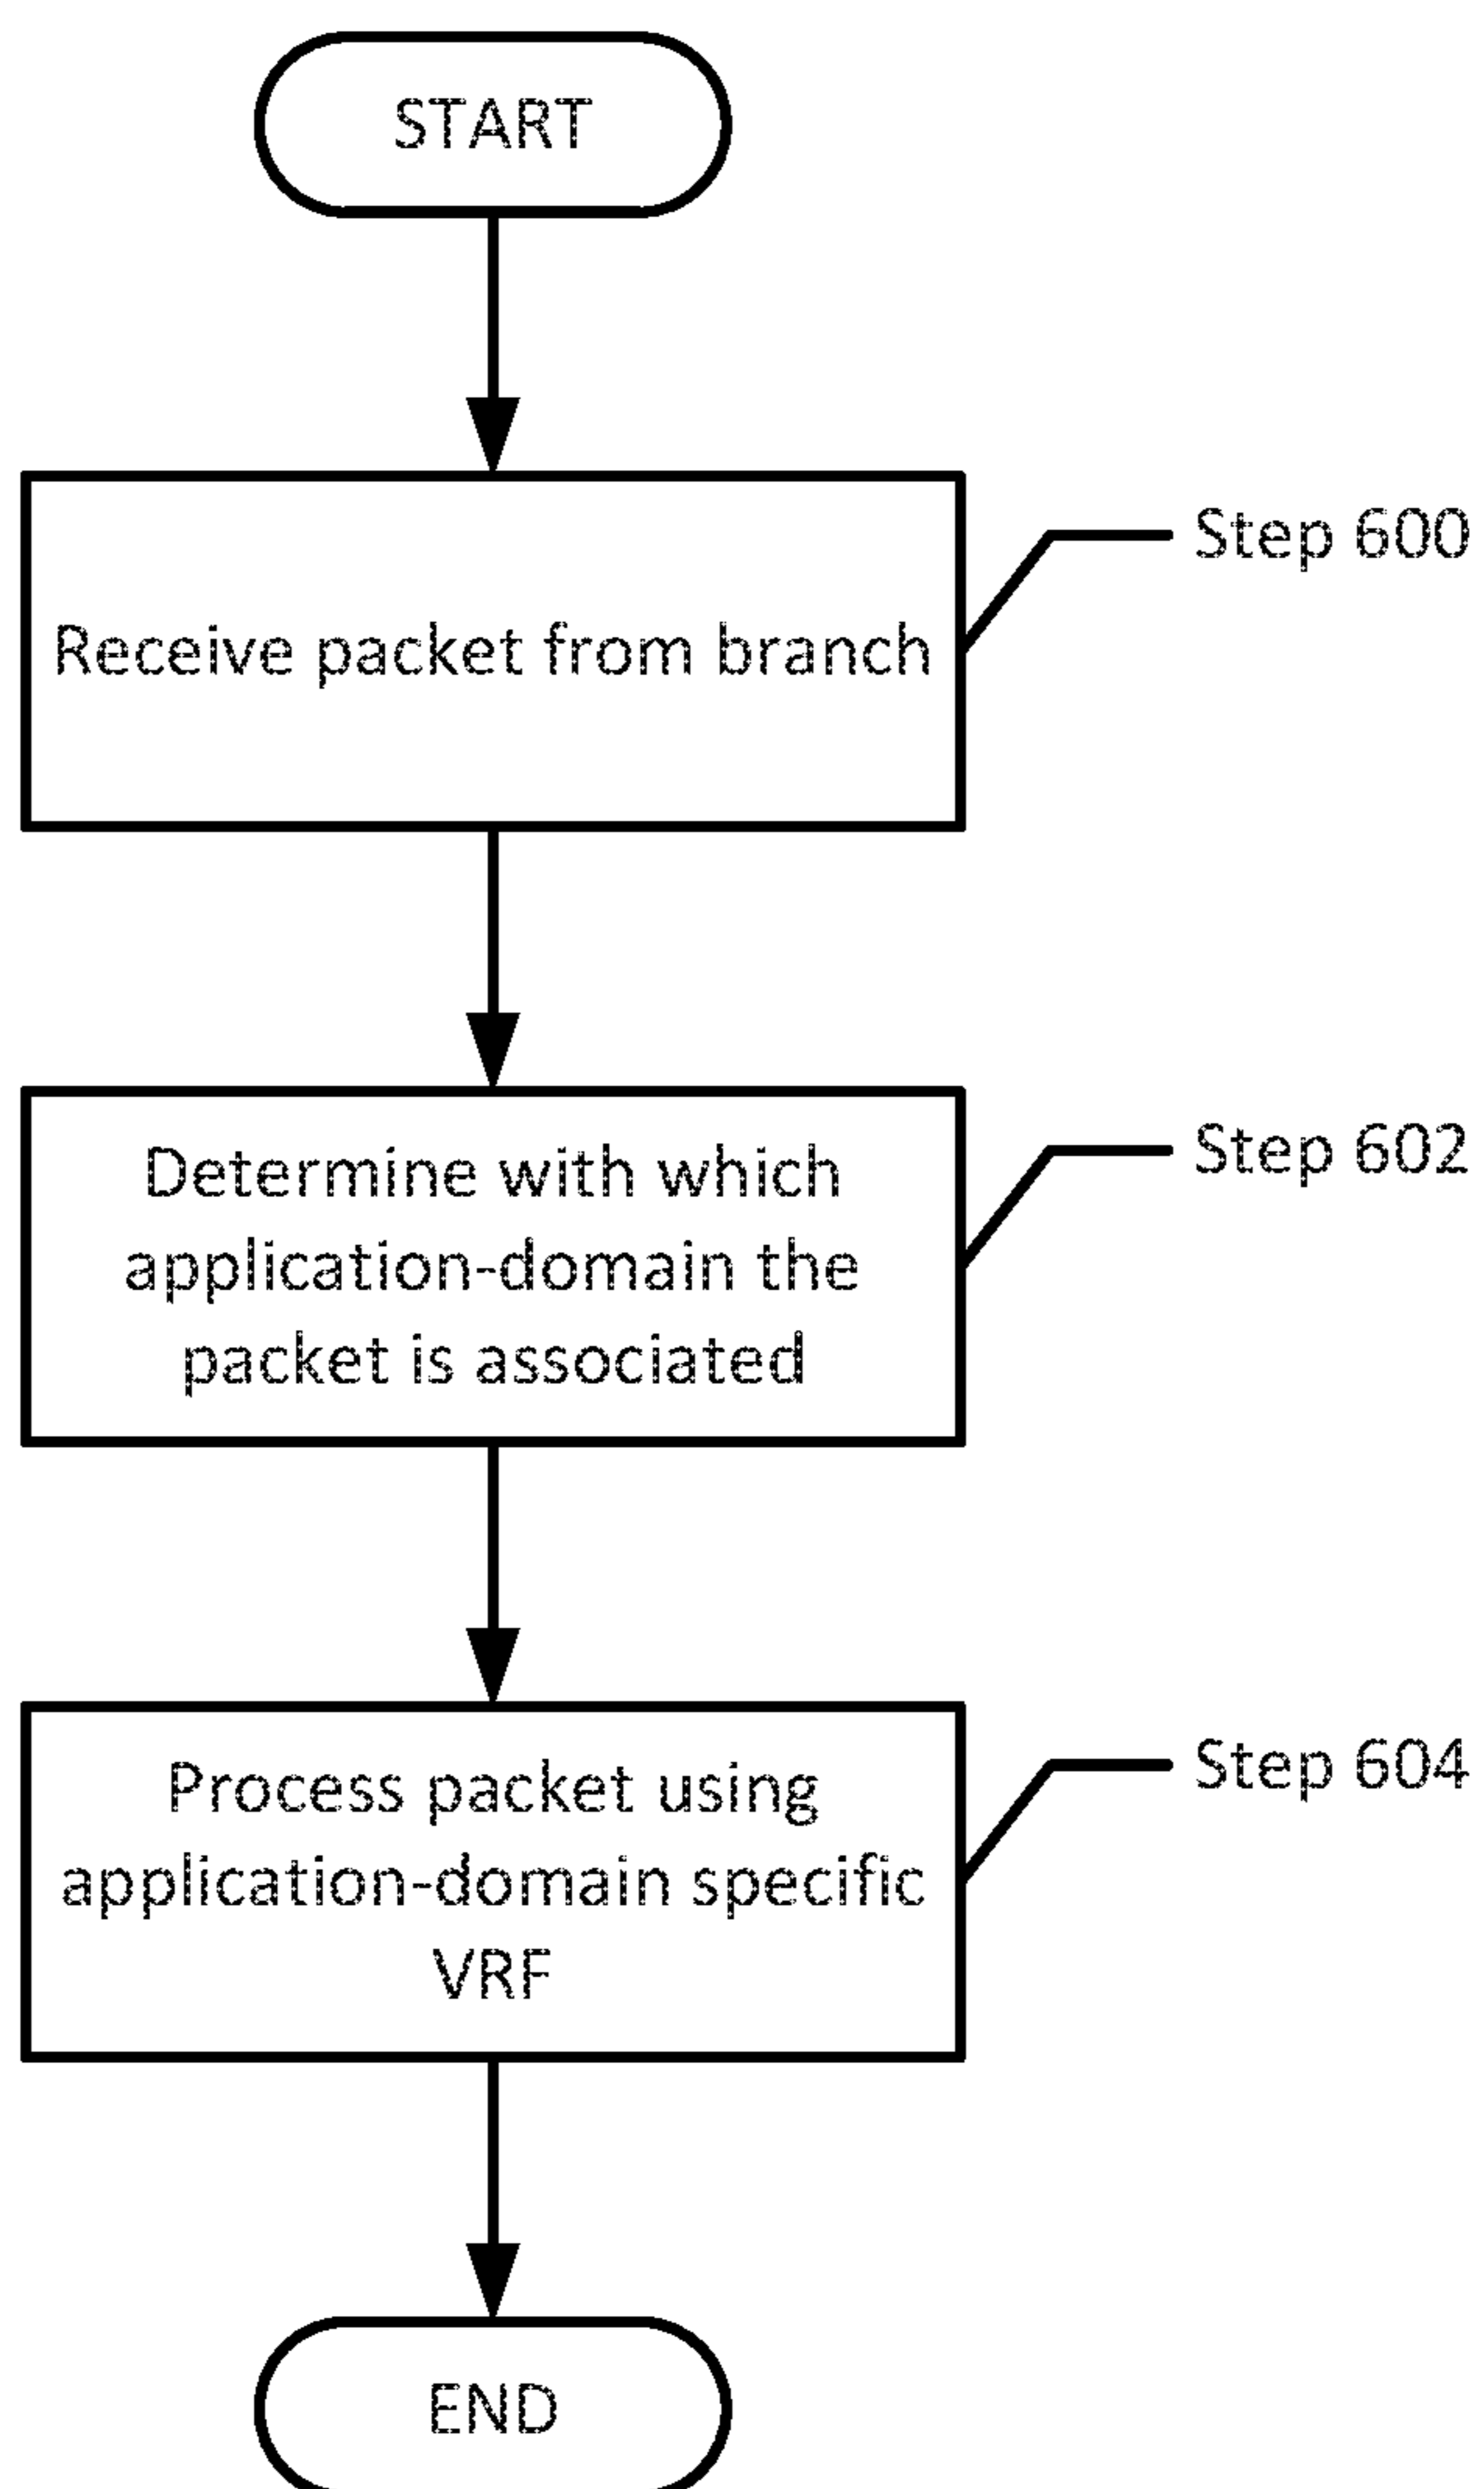 START
Step 600
Receive packet from branch
Step 602
Determine with which
application-domain the
packet is associated
Step 604
Process packet using
application-domain specific
VRF
END